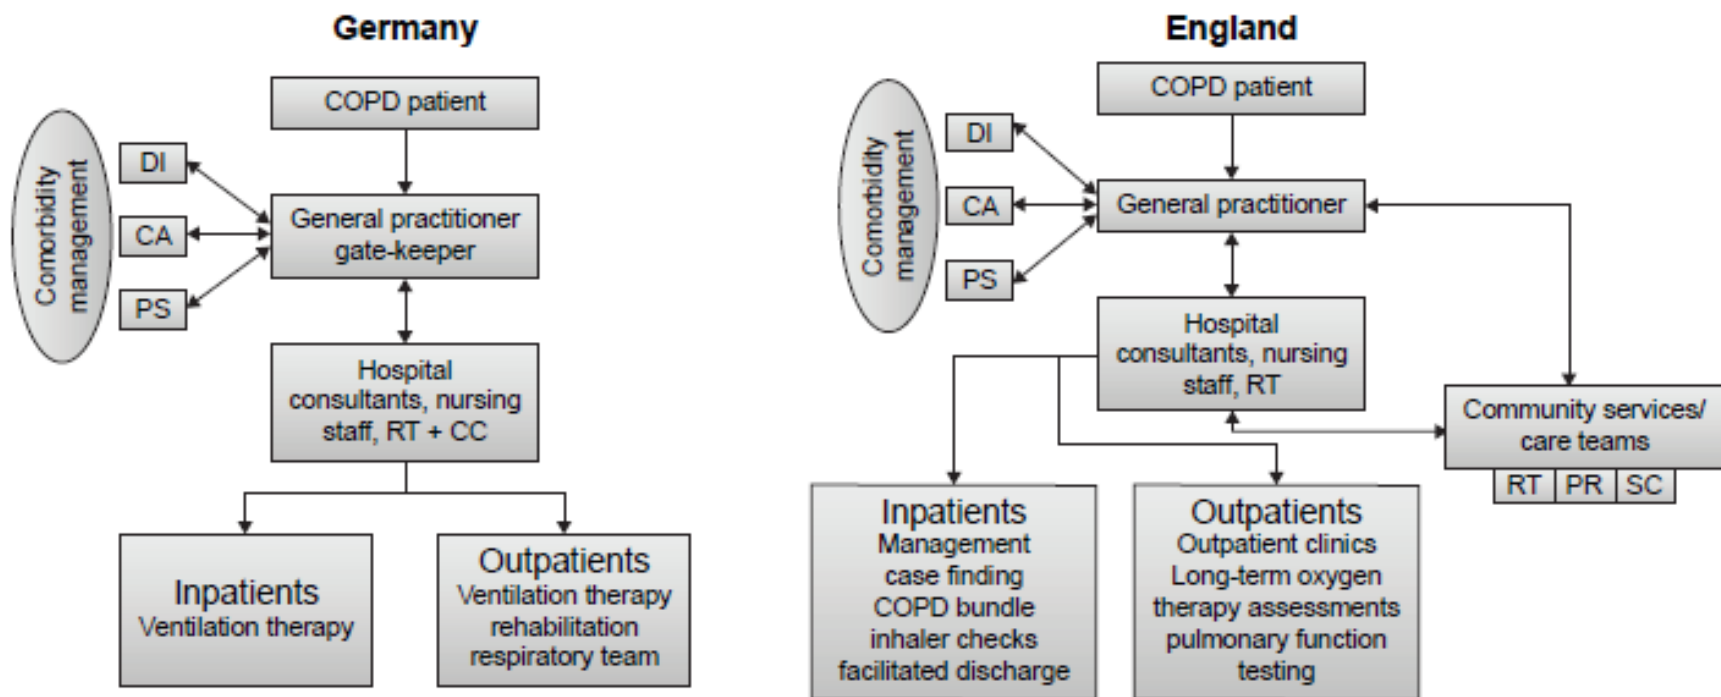 Germany
COPD patient
Comorbidity
management
DI
CA
PS
General practitioner
gate-keeper
Hospital
consultants, nursing
staff, RT + CC
Inpatients
Ventilation therapy
Outpatients
Ventilation therapy
rehabilitation
respiratory team
England
COPD patient
Comorbidity
management
DI
CA
PS
General practitioner
Hospital
consultants, nursing
staff, RT
Community services/
care teams
RT PR SC
Inpatients
Management
case finding
COPD bundle
inhaler checks
facilitated discharge
Outpatients
Outpatient clinics
Long-term oxygen
therapy assessments
pulmonary function
testing